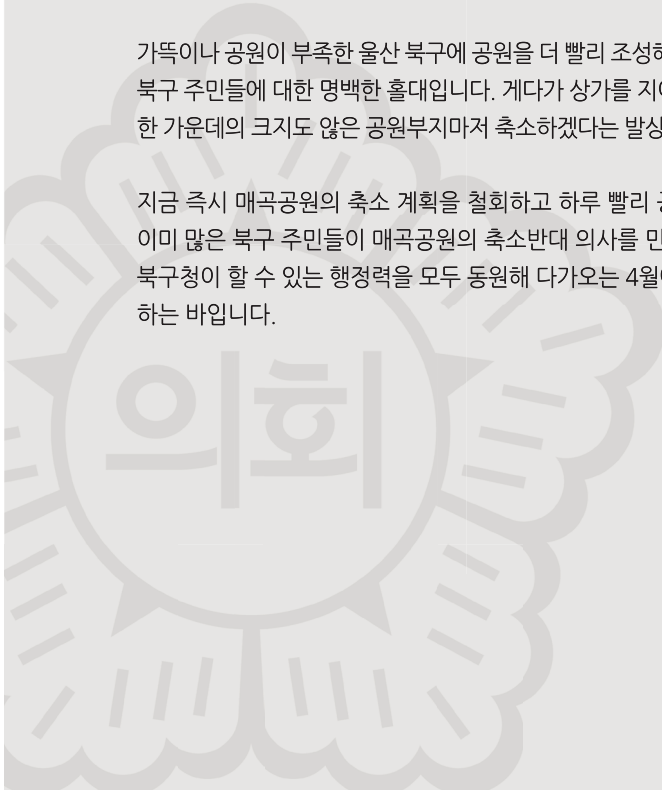 가뜩이나 공원이 부족한 울산 북구에 공원을 더 빨리 조성하
북구 주민들에 대한 명백한 홀대입니다. 게다가 상가를 지
한 가운데의 크지도 않은 공원부지마저 축소하겠다는 발상
지금 즉시 매곡공원의 축소 계획을 철회하고 하루 빨리
이미 많은 북구 주민들이 매곡공원의 축소반대 의사를 민
북구청이 할 수 있는 행정력을 모두 동원해 다가오는 4월
하는 바입니다.
의회